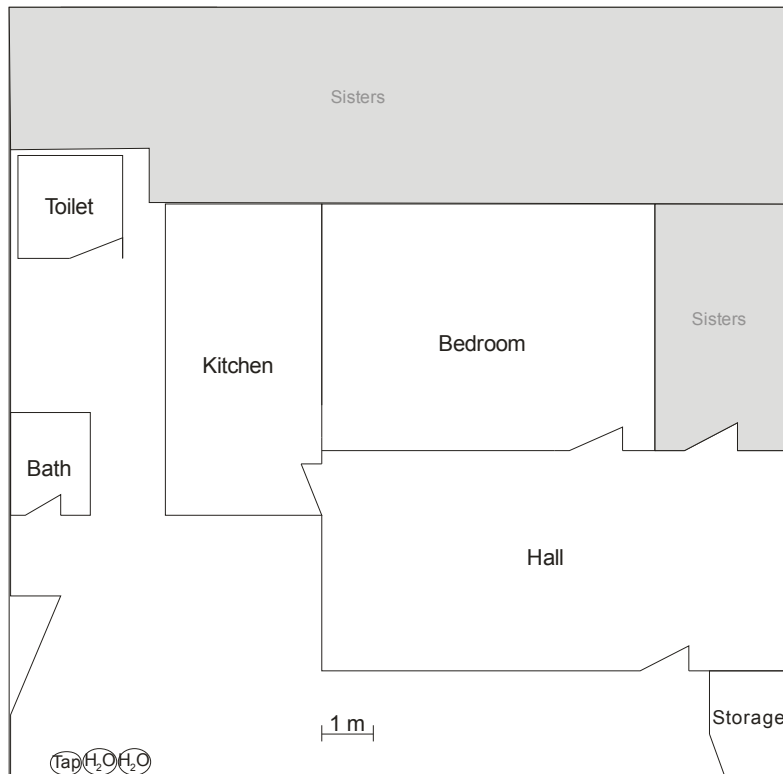 Sisters
Toilet
Sisters
Bedroom
Kitchen
Bath
Hall
Storage
1 m
Tap H₂O H₂O